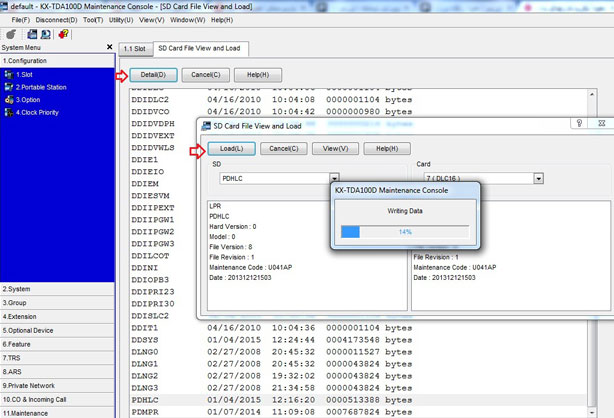 default - KX-TDA100D Maintenance Console - [SD Card File View and Load]
File(F) Disconnect(D) Tool(T) Utility(U) View(V) Window(W) Help(H)
System Menu
1.Configuration
1.Slot
2.Portable Station
3.Option
4.Clock Priority
2.System
3.Group
4.Extension
5.Optional Device
6.Feature
7.TRS
8.ARS
9.Private Network
10.CO & Incoming Call
11.Maintenance
1.1 Slot SD Card File View and Load
Detail(D) Cancel(C) Help(H)
DDIDLC2 04/16/2010 10:04:08 0000001104 bytes
DDIDVCO 04/16/2010 10:04:42 0000000980 bytes
DDIDVDPH
DDIDVEXT
DDIDVWLS
DDIE1
DDIEIO
DDIEM
DDIESVM
DDIIPEXT
DDIIPGW1
DDIIPGW2
DDIIPGW3
DDILCOT
DDINI
DDIOPB3
DDIPRI23
DDIPRI30
DDISLC2
DDIT1 04/16/2010 10:04:36 0000001104 bytes
DDSYS 01/04/2015 12:24:44 0004173548 bytes
DLNG0 02/07/2008 20:45:32 0000011527 bytes
DLNG1 02/07/2008 20:45:32 0000043824 bytes
DLNG2 02/07/2008 19:32:02 0000043824 bytes
DLNG3 02/07/2008 21:34:58 0000043824 bytes
PDHLC 01/04/2015 12:16:20 0000513388 bytes
PDMPR 01/07/2014 11:09:08 0007687824 bytes
SD Card File View and Load
Load(L) Cancel(C) View(V) Help(H)
SD
PDHLC
Card
7 ( DLC16 )
LPR
PDHLC
Hard Version : 0
Model : 0
File Version : 8
File Revision : 1
Maintenance Code : U041AP
Date : 201312121503
File Revision : 1
Maintenance Code : U041AP
Date : 201312121503
KX-TDA100D Maintenance Console
Writing Data
14%